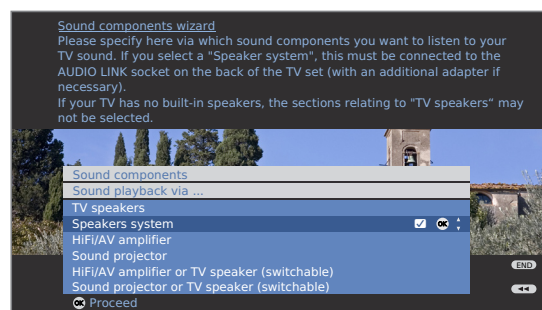 Sound components wizard
Please specify here via which sound components you want to listen to your
TV sound. If you select a "Speaker system", this must be connected to the
AUDIO LINK socket on the back of the TV set (with an additional adapter if
necessary).
If your TV has no built-in speakers, the sections relating to "TV speakers" may
not be selected.
Sound components
Sound playback via ...
TV speakers
Speakers system OK
HiFi/AV amplifier
Sound projector
HiFi/AV amplifier or TV speaker (switchable)
END
Sound projector or TV speaker (switchable)
OK Proceed